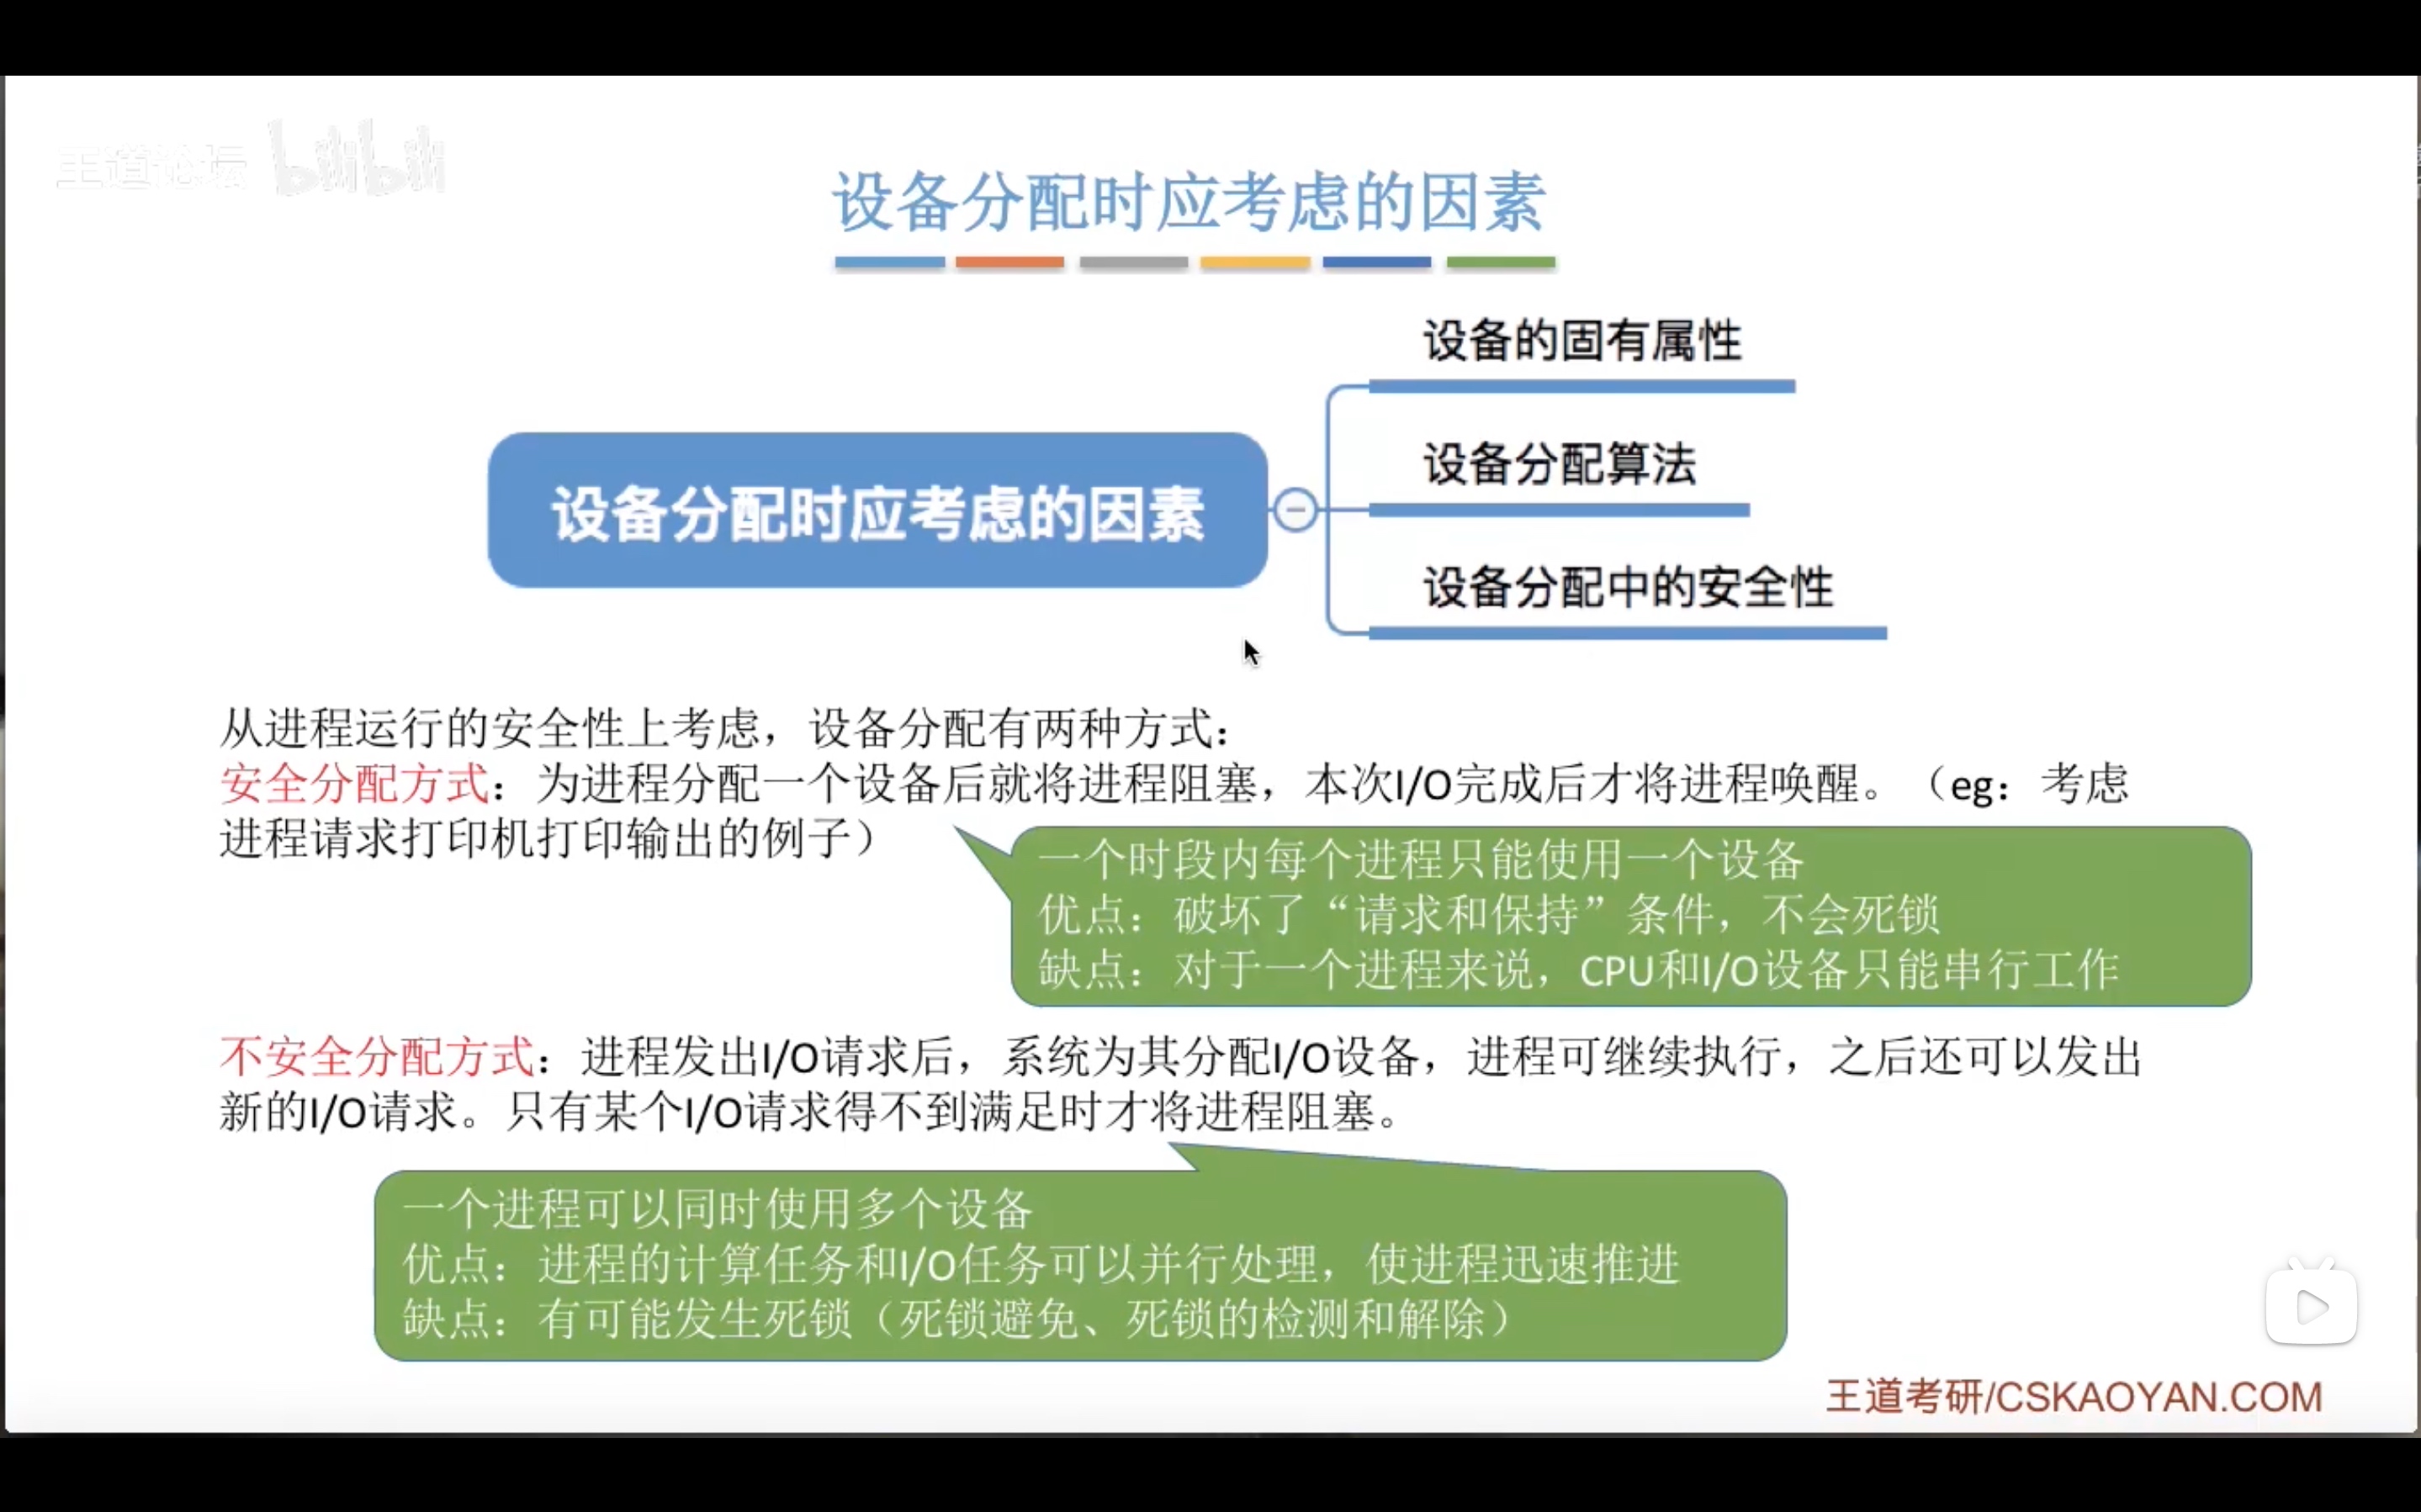 王道论坛 bilibili
设备分配时应考虑的因素
设备的固有属性
设备分配算法
设备分配时应考虑的因素
设备分配中的安全性
从进程运行的安全性上考虑，设备分配有两种方式：
安全分配方式：为进程分配一个设备后就将进程阻塞，本次I/O完成后才将进程唤醒。（eg：考虑
进程请求打印机打印输出的例子）
一个时段内每个进程只能使用一个设备
优点：破坏了“请求和保持”条件，不会死锁
缺点：对于一个进程来说，CPU和I/O设备只能串行工作
不安全分配方式：进程发出I/O请求后，系统为其分配I/O设备，进程可继续执行，之后还可以发出
新的I/O请求。只有某个I/O请求得不到满足时才将进程阻塞。
一个进程可以同时使用多个设备
优点：进程的计算任务和I/O任务可以并行处理，使进程迅速推进
缺点：有可能发生死锁（死锁避免、死锁的检测和解除）
王道考研/CSKAOYAN.COM